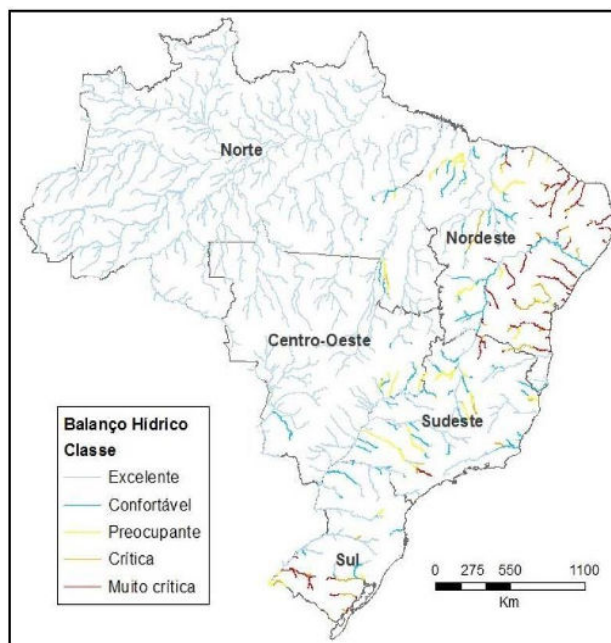 Norte
Nordeste
Centro-Oeste
Sudeste
Sul
Balanço Hídrico
Classe
Excelente
Confortável
Preocupante
Crítica
Muito crítica
0 275 550 1100
Km